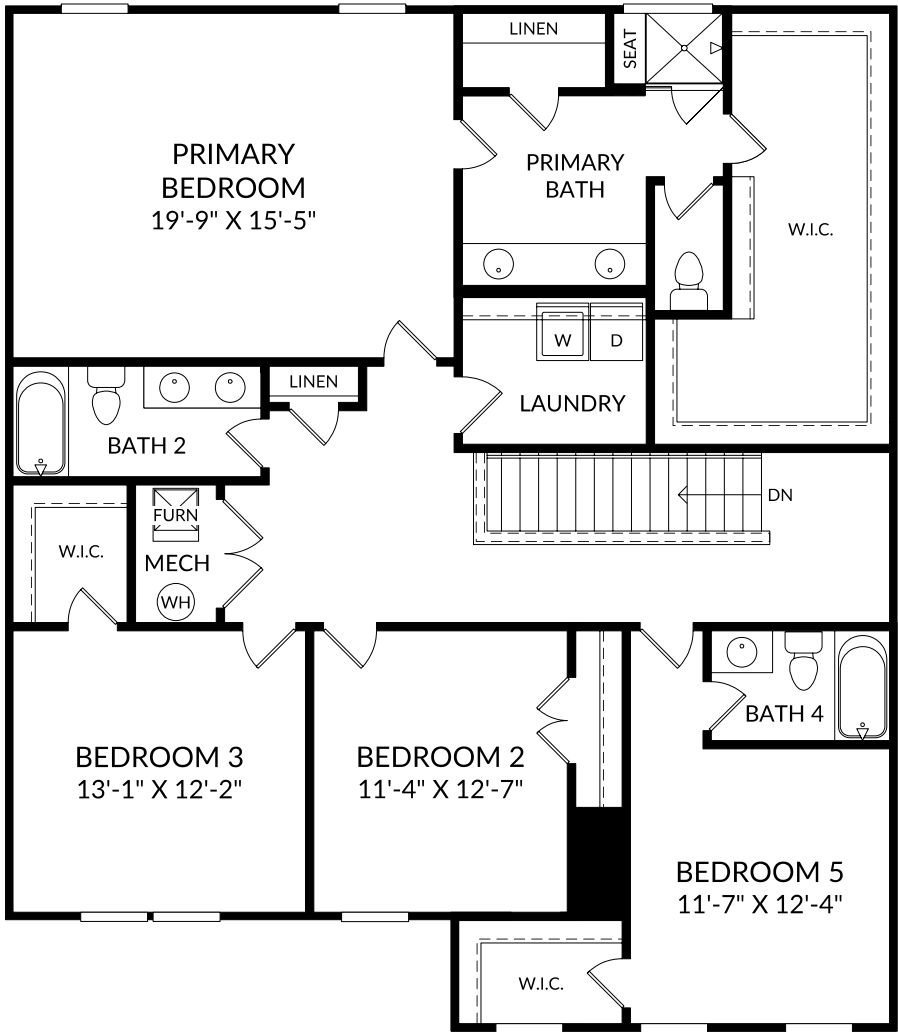 LINEN
SEAT
PRIMARY
BEDROOM
19'-9" X 15'-5"
PRIMARY
BATH
W.I.C.
W
D
LINEN
LAUNDRY
BATH 2
DN
FURN
W.I.C.
MECH
WH
BATH 4
BEDROOM 3
13'-1" X 12'-2"
BEDROOM 2
11'-4" X 12'-7"
BEDROOM 5
11'-7" X 12'-4"
W.I.C.